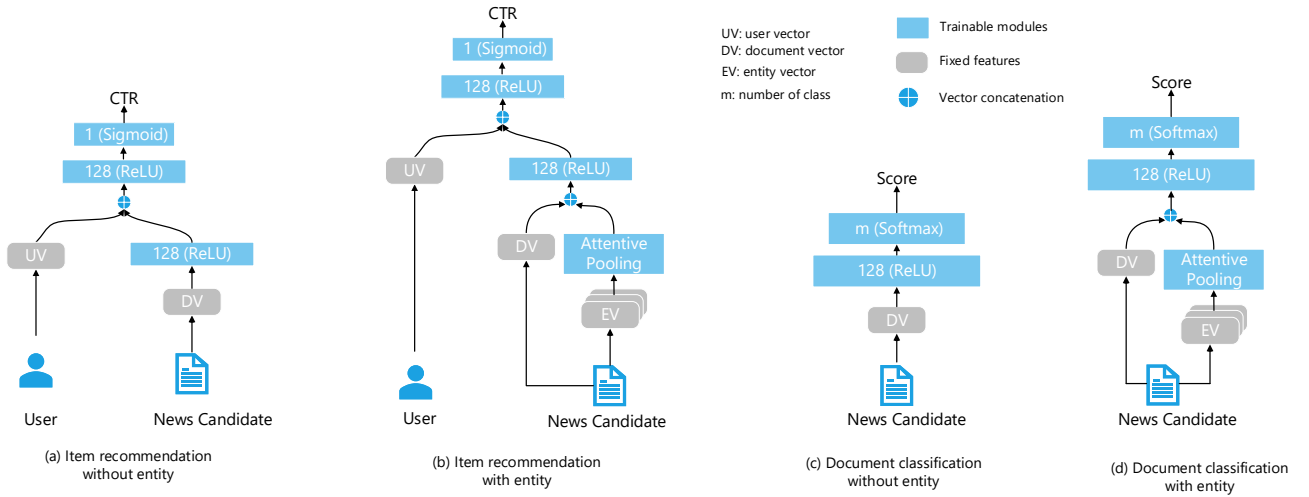 CTR
1 (Sigmoid)
128 (ReLU)
UV
128 (ReLU)
DV
User
News Candidate
(a) Item recommendation
without entity
CTR
1 (Sigmoid)
128 (ReLU)
UV
128 (ReLU)
DV
Attentive
Pooling
EV
User
News Candidate
(b) Item recommendation
with entity
UV: user vector
DV: document vector
EV: entity vector
m: number of class
Trainable modules
Fixed features
Vector concatenation
Score
m (Softmax)
128 (ReLU)
DV
News Candidate
(c) Document classification
without entity
Score
m (Softmax)
128 (ReLU)
DV
Attentive
Pooling
EV
News Candidate
(d) Document classification
with entity